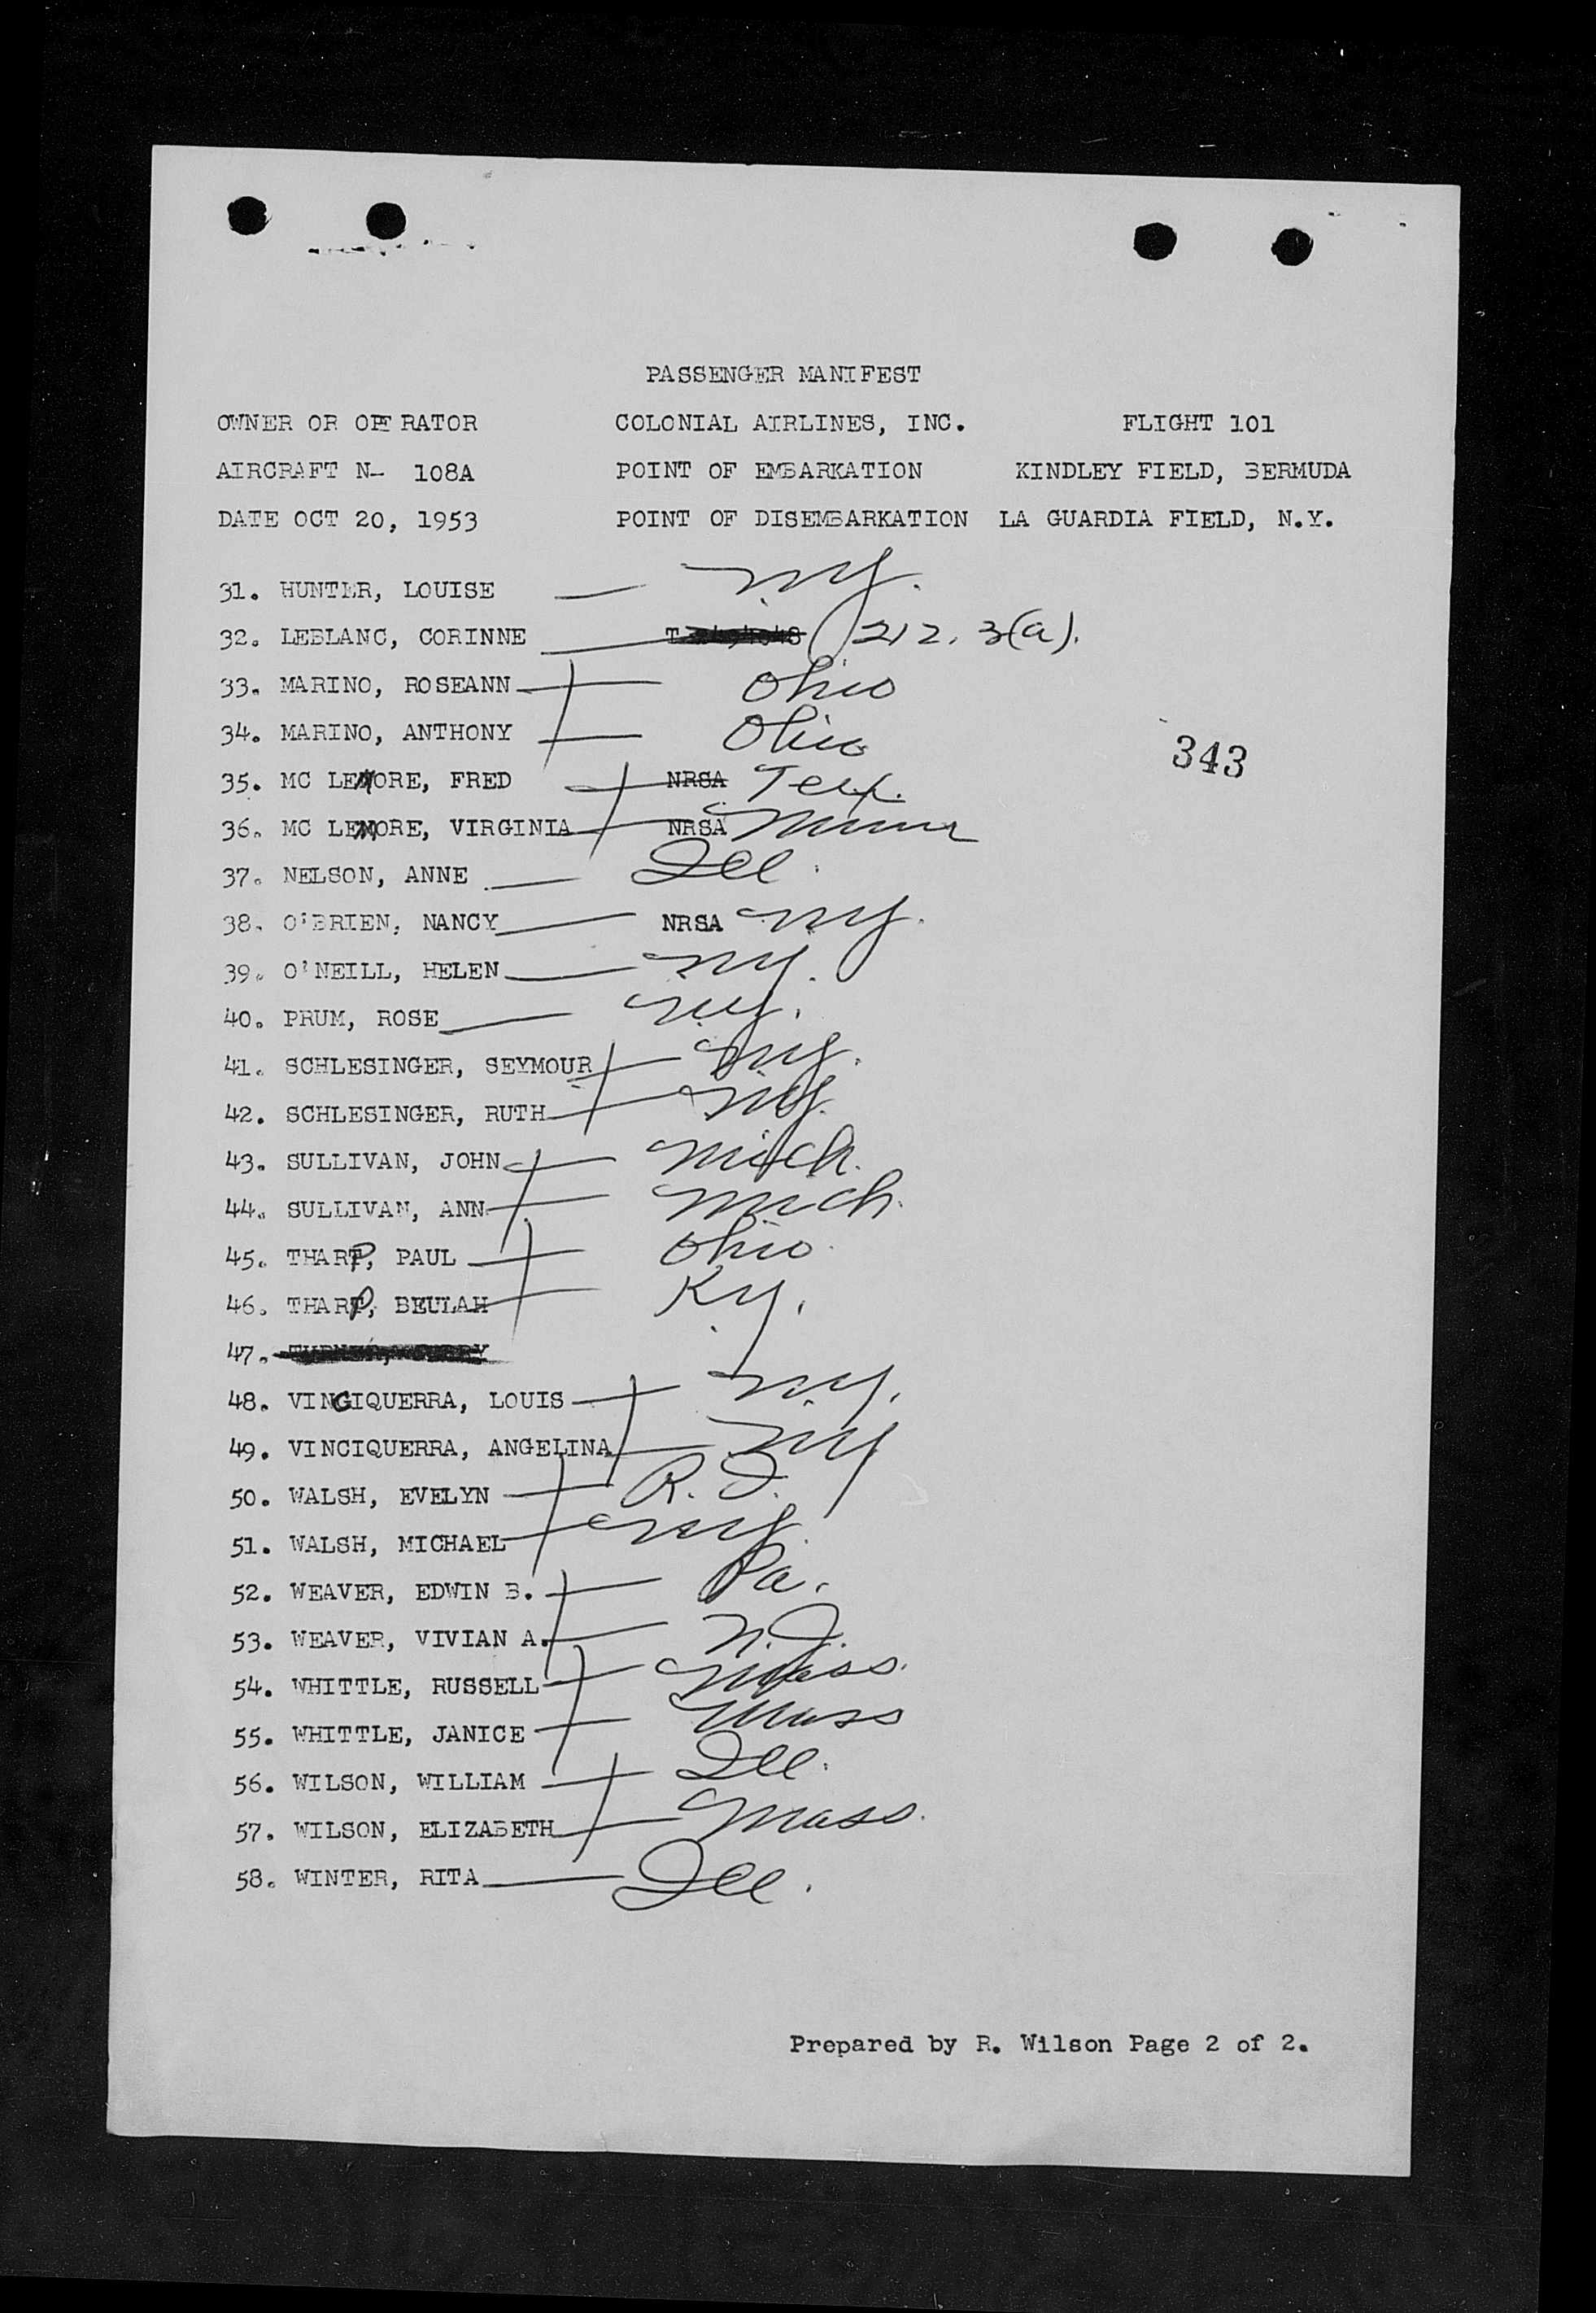 PASSENGER MANIFEST
OWNER OR OPERATOR COLONIAL AIRLINES, INC. FLIGHT 101
AIRCRAFT N- 108A POINT OF EMBARKATION KINDLEY FIELD, BERMUDA
DATE OCT 20, 1953 POINT OF DISEMBARKATION LA GUARDIA FIELD, N.Y.
31. HUNTER, LOUISE — N.Y.
32. LEBLANC, CORINNE — 212.3(a).
33. MARINO, ROSEANN — Ohio
34. MARINO, ANTHONY — Ohio
343
35. MC LEMORE, FRED — NRSA Tex.
36. MC LEMORE, VIRGINIA — NRSA Minn
37. NELSON, ANNE — Ill.
38. O'BRIEN, NANCY — NRSA N.Y.
39. O'NEILL, HELEN — N.Y.
40. PRUM, ROSE — N.Y.
41. SCHLESINGER, SEYMOUR — N.Y.
42. SCHLESINGER, RUTH — N.Y.
43. SULLIVAN, JOHN — Mich.
44. SULLIVAN, ANN — Mich.
45. THARP, PAUL — Ohio
46. THARP, BEULAH — Ky.
47.
48. VINCIQUERRA, LOUIS — N.Y.
49. VINCIQUERRA, ANGELINA — N.Y
50. WALSH, EVELYN — R.I.
51. WALSH, MICHAEL — N.Y.
52. WEAVER, EDWIN B. — Pa.
53. WEAVER, VIVIAN A. — N.J.
54. WHITTLE, RUSSELL — Mass.
55. WHITTLE, JANICE — Mass
56. WILSON, WILLIAM — Ill.
57. WILSON, ELIZABETH — Mass.
58. WINTER, RITA — Ill.
Prepared by R. Wilson Page 2 of 2.